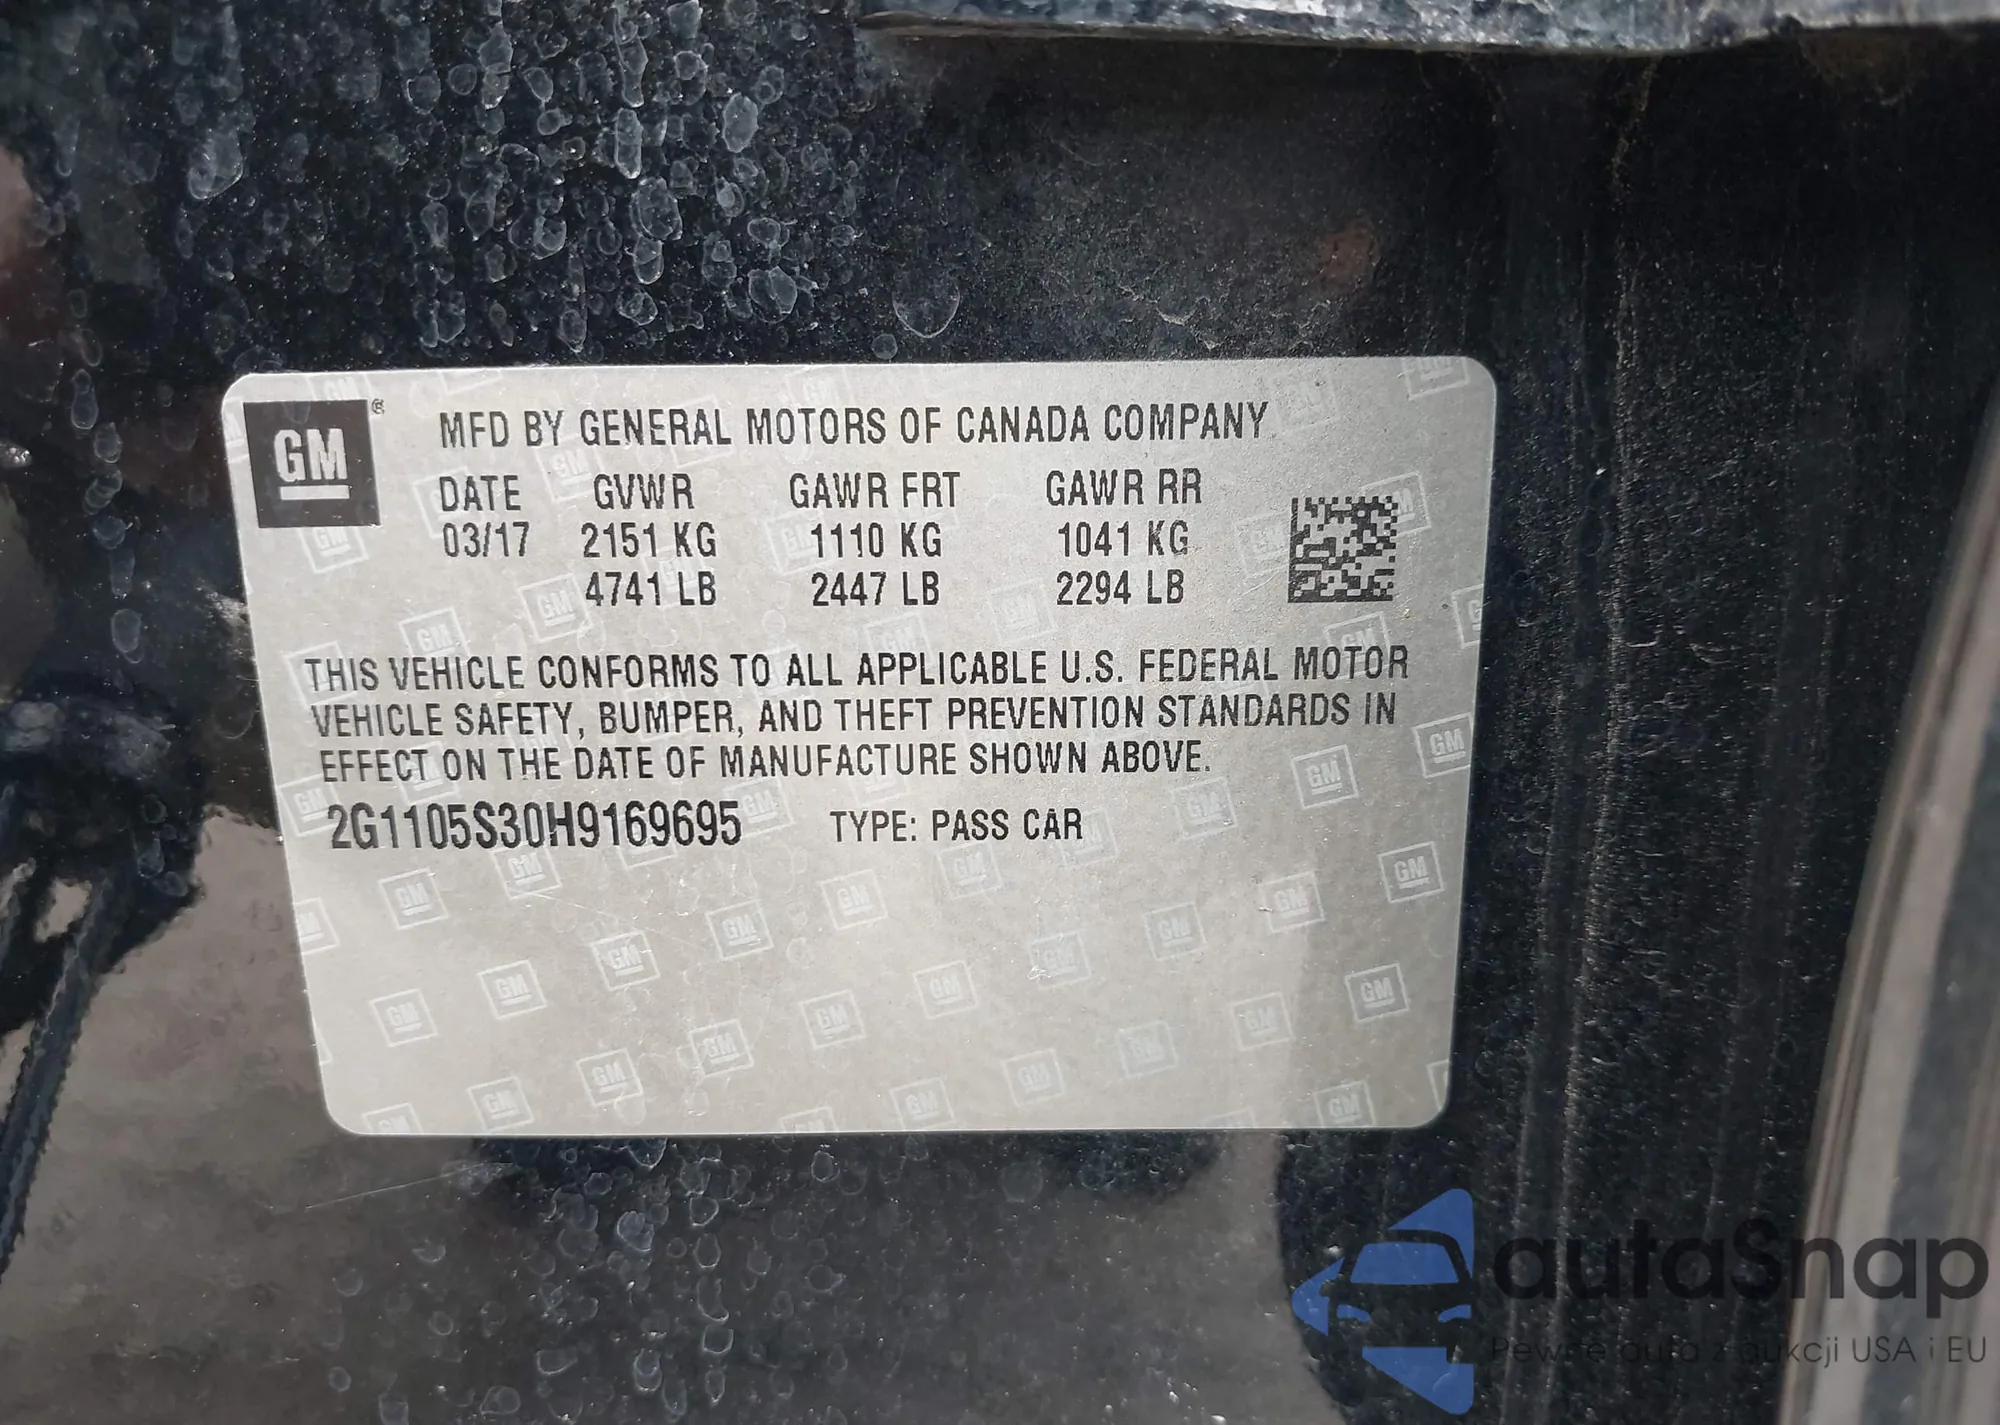 GM®
MFD BY GENERAL MOTORS OF CANADA COMPANY
DATE GVWR GAWR FRT GAWR RR
03/17 2151 KG 1110 KG 1041 KG
4741 LB 2447 LB 2294 LB
THIS VEHICLE CONFORMS TO ALL APPLICABLE U.S. FEDERAL MOTOR
VEHICLE SAFETY, BUMPER, AND THEFT PREVENTION STANDARDS IN
EFFECT ON THE DATE OF MANUFACTURE SHOWN ABOVE.
2G1105S30H9169695 TYPE: PASS CAR
autaSnap
Pewne auta z aukcji USA i EU